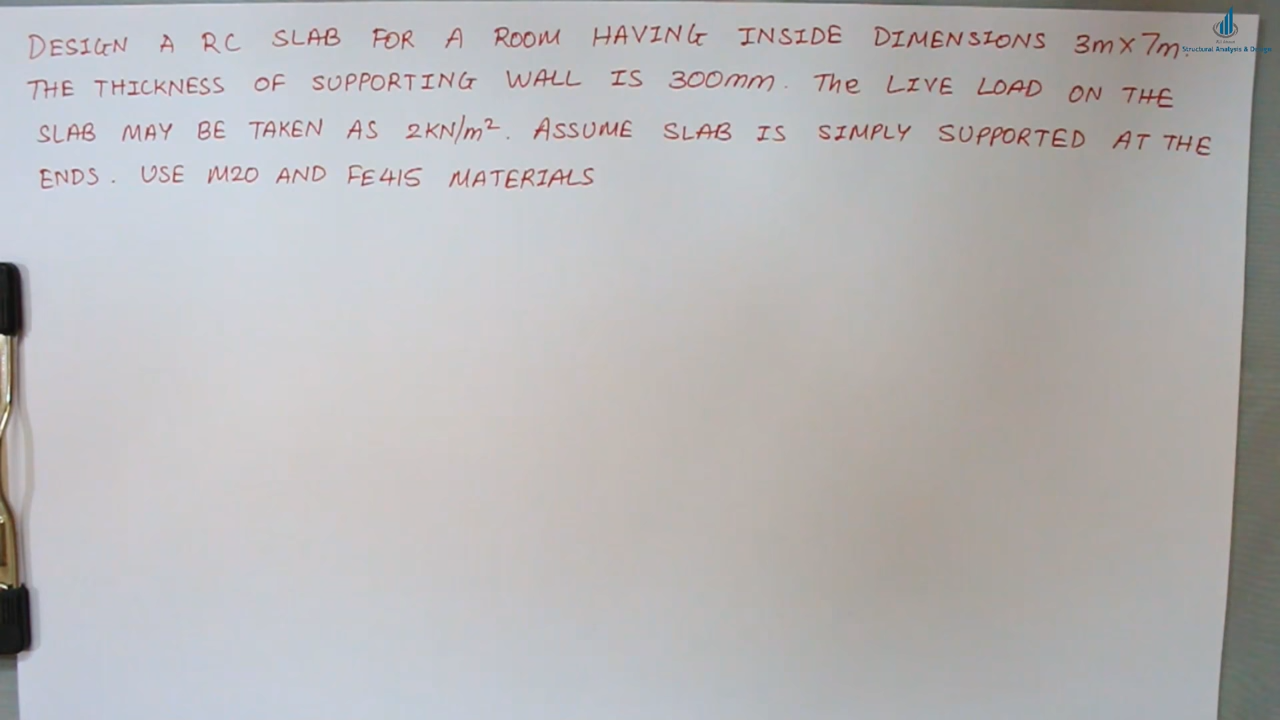 DESIGN A RC SLAB FOR A ROOM HAVING INSIDE DIMENSIONS 3m x 7m.
THE THICKNESS OF SUPPORTING WALL IS 300mm. The LIVE LOAD ON THE
SLAB MAY BE TAKEN AS 2KN/m². ASSUME SLAB IS SIMPLY SUPPORTED AT THE
ENDS. USE M20 AND FE415 MATERIALS
Structural Analysis & Design